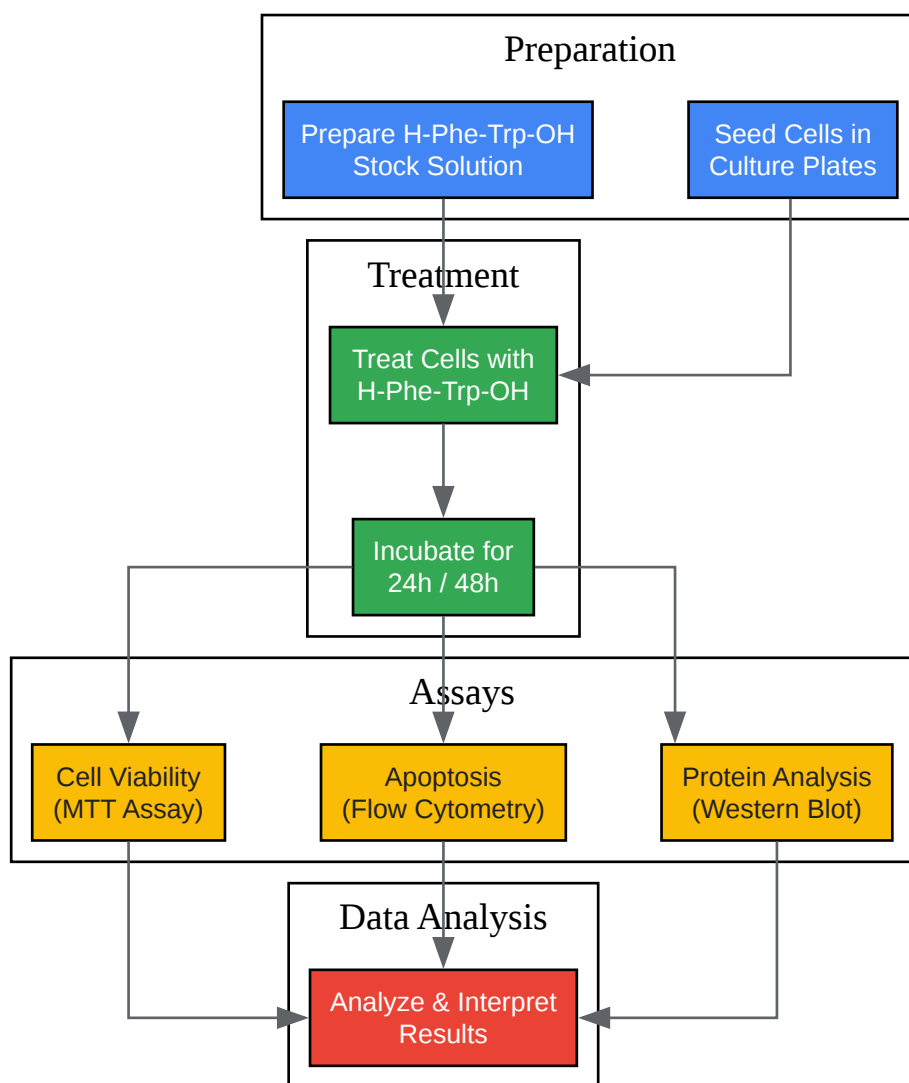 Preparation
Prepare H-Phe-Trp-OH
Stock Solution
Seed Cells in
Culture Plates
Treatment
Treat Cells with
H-Phe-Trp-OH
Incubate for
24h / 48h
Assays
Cell Viability
(MTT Assay)
Apoptosis
(Flow Cytometry)
Protein Analysis
(Western Blot)
Data Analysis
Analyze & Interpret
Results